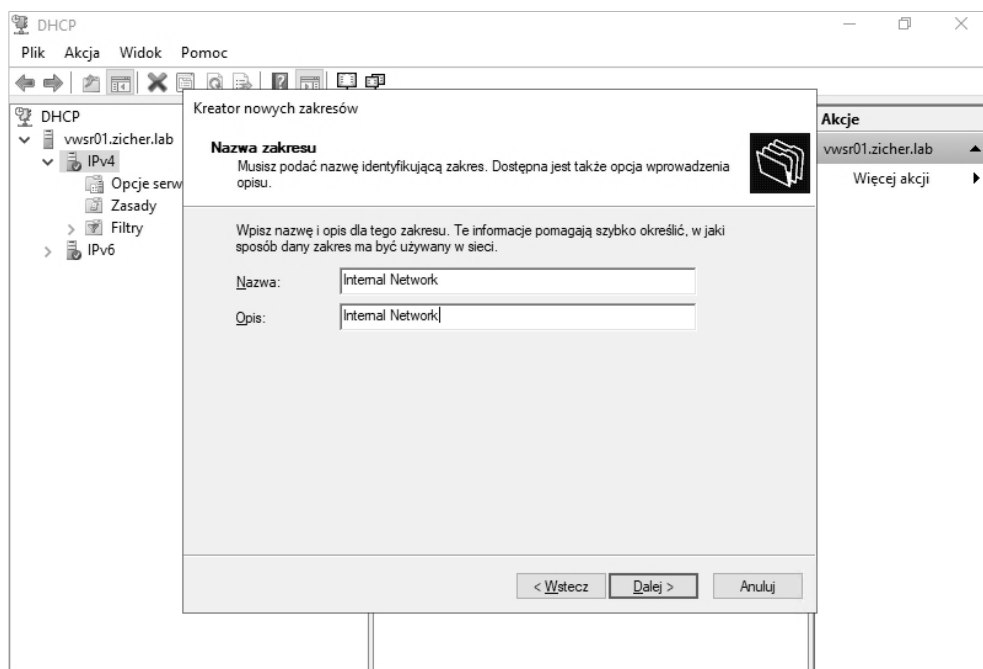 DHCP
Plik Akcja Widok Pomoc
DHCP
vwsr01.zicher.lab
IPv4
Opcje serw
Zasady
Filtry
IPv6
Kreator nowych zakresów
Nazwa zakresu
Musisz podać nazwę identyfikującą zakres. Dostępna jest także opcja wprowadzenia
opisu.
Wpisz nazwę i opis dla tego zakresu. Te informacje pomagają szybko określić, w jaki
sposób dany zakres ma być używany w sieci.
Nazwa: Internal Network
Opis: Internal Network
< Wstecz Dalej > Anuluj
Akcje
vwsr01.zicher.lab
Więcej akcji